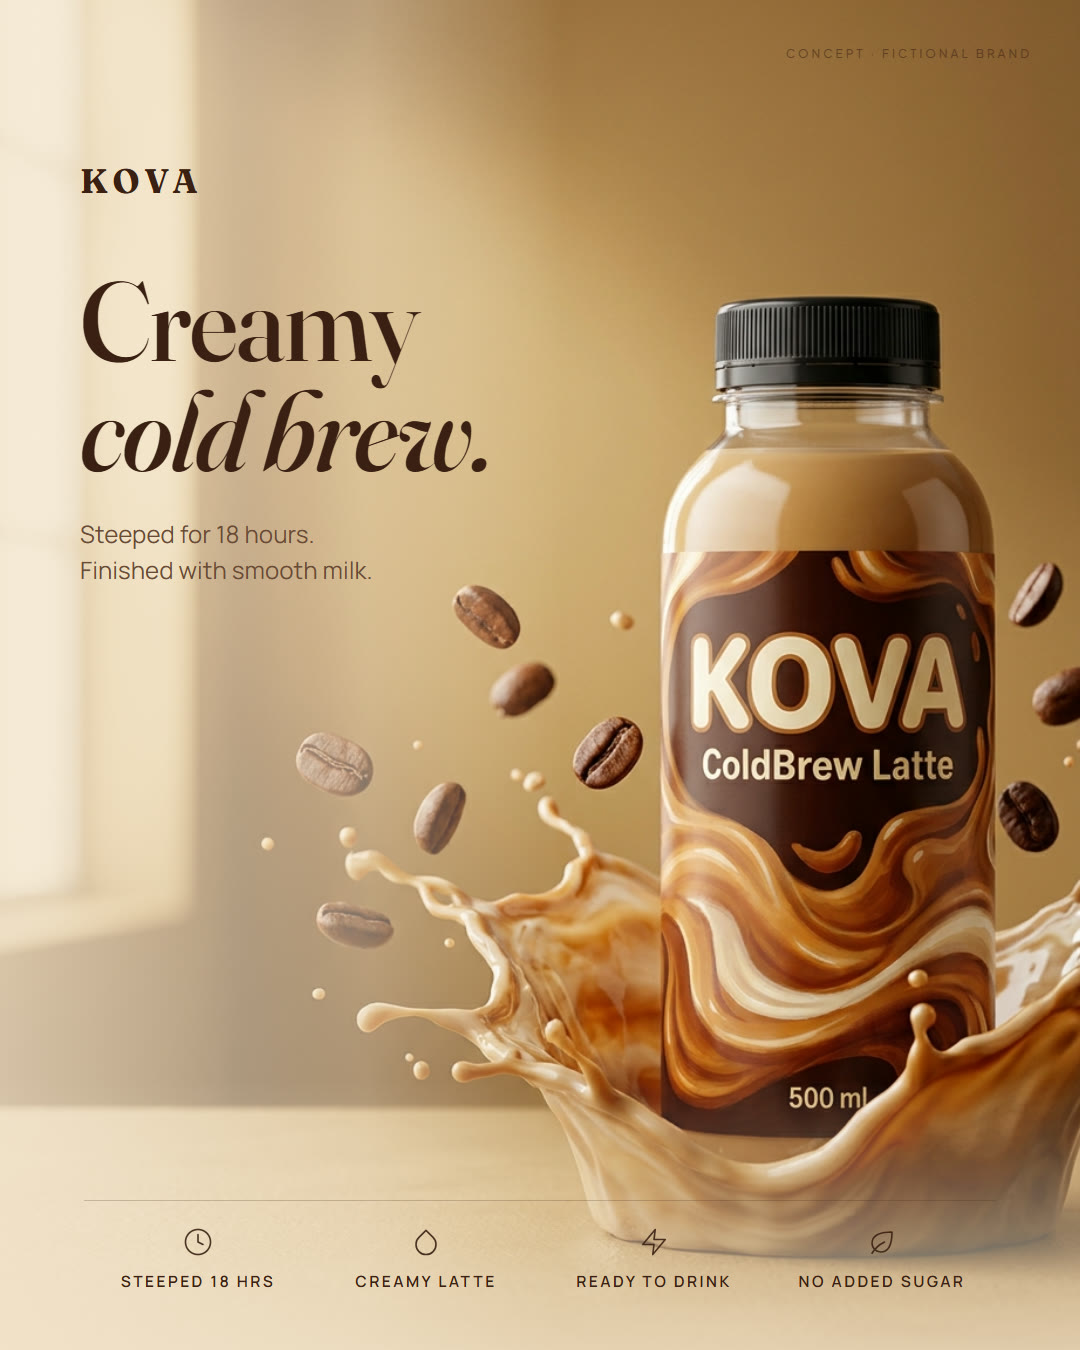 CONCEPT · FICTIONAL BRAND
KOVA
Creamy
cold brew.
Steeped for 18 hours.
Finished with smooth milk.
KOVA
ColdBrew Latte
500 ml
STEEPED 18 HRS
CREAMY LATTE
READY TO DRINK
NO ADDED SUGAR